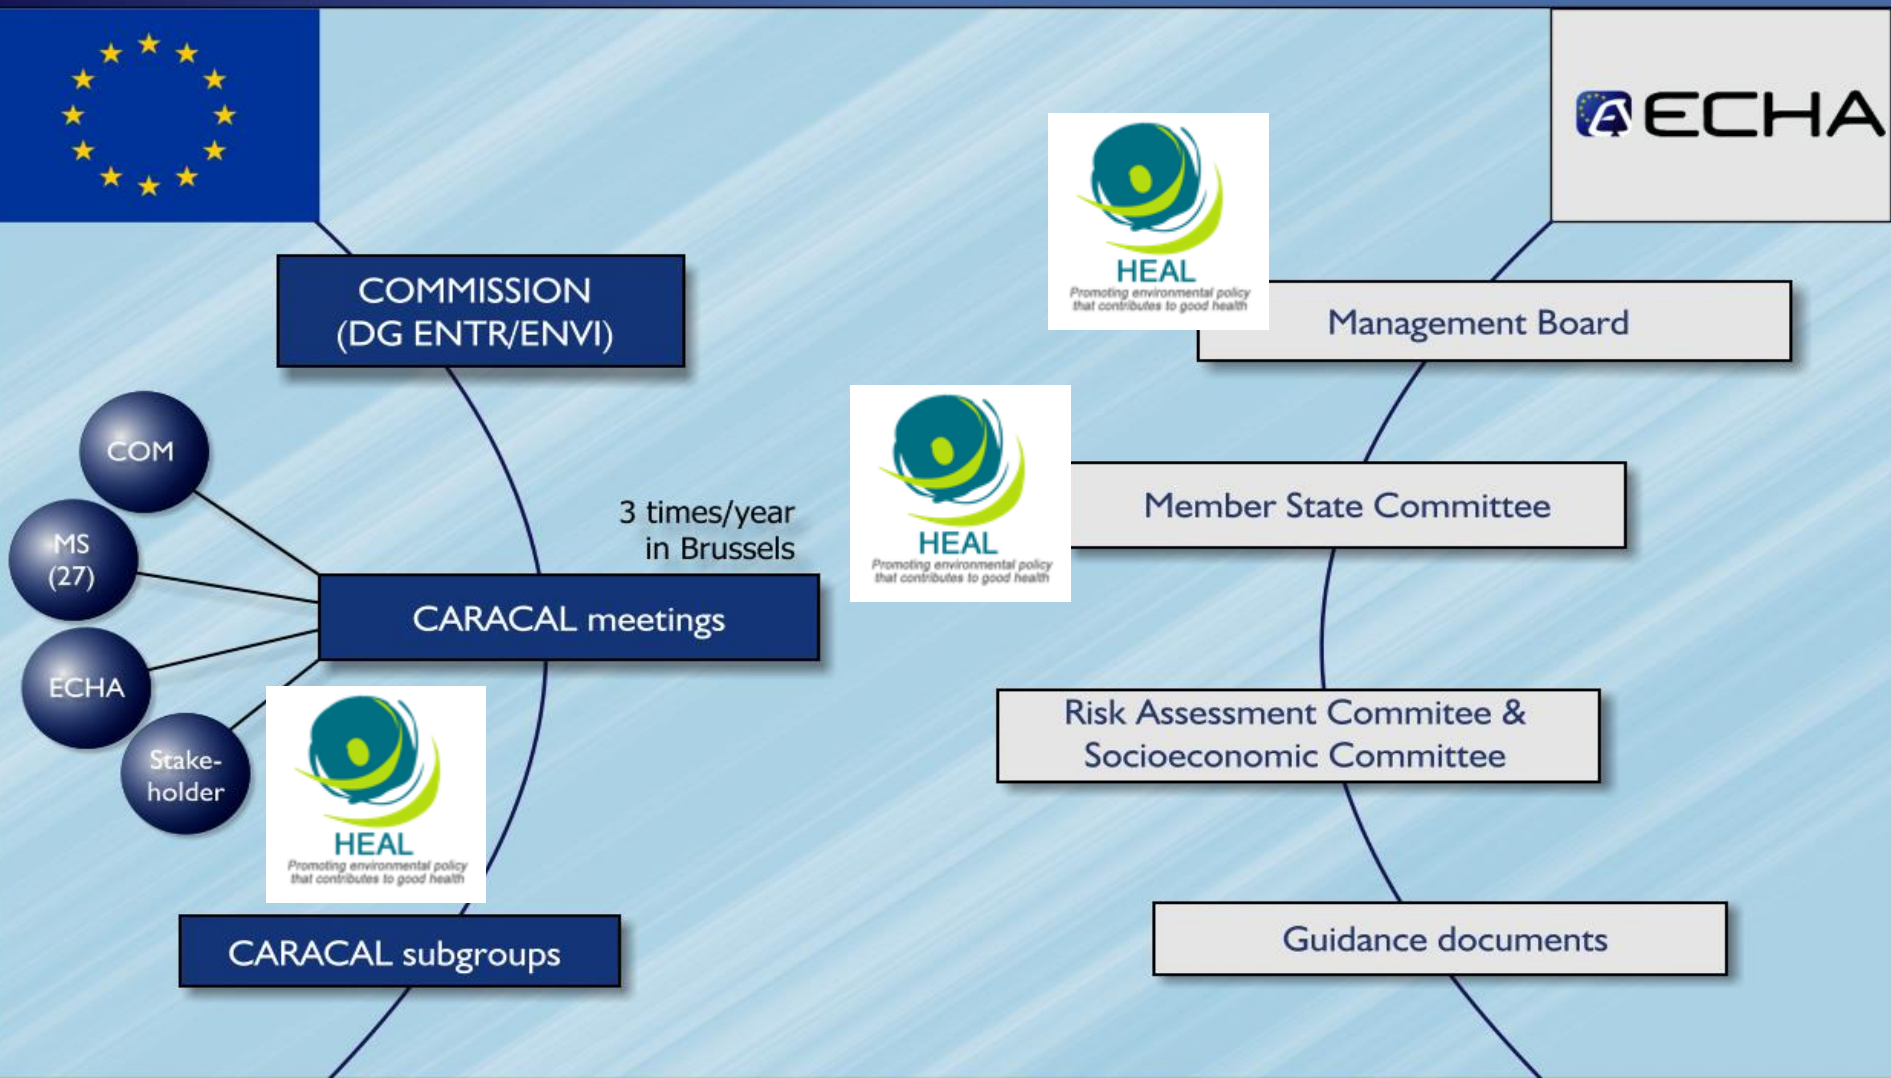 ECHA
HEAL
Promoting environmental policy
that contributes to good health
COMMISSION
(DG ENTR/ENVI)
Management Board
COM
HEAL
Promoting environmental policy
that contributes to good health
Member State Committee
3 times/year
in Brussels
MS
(27)
CARACAL meetings
ECHA
Stake-
holder
Risk Assessment Commitee &
Socioeconomic Committee
HEAL
Promoting environmental policy
that contributes to good health
CARACAL subgroups
Guidance documents